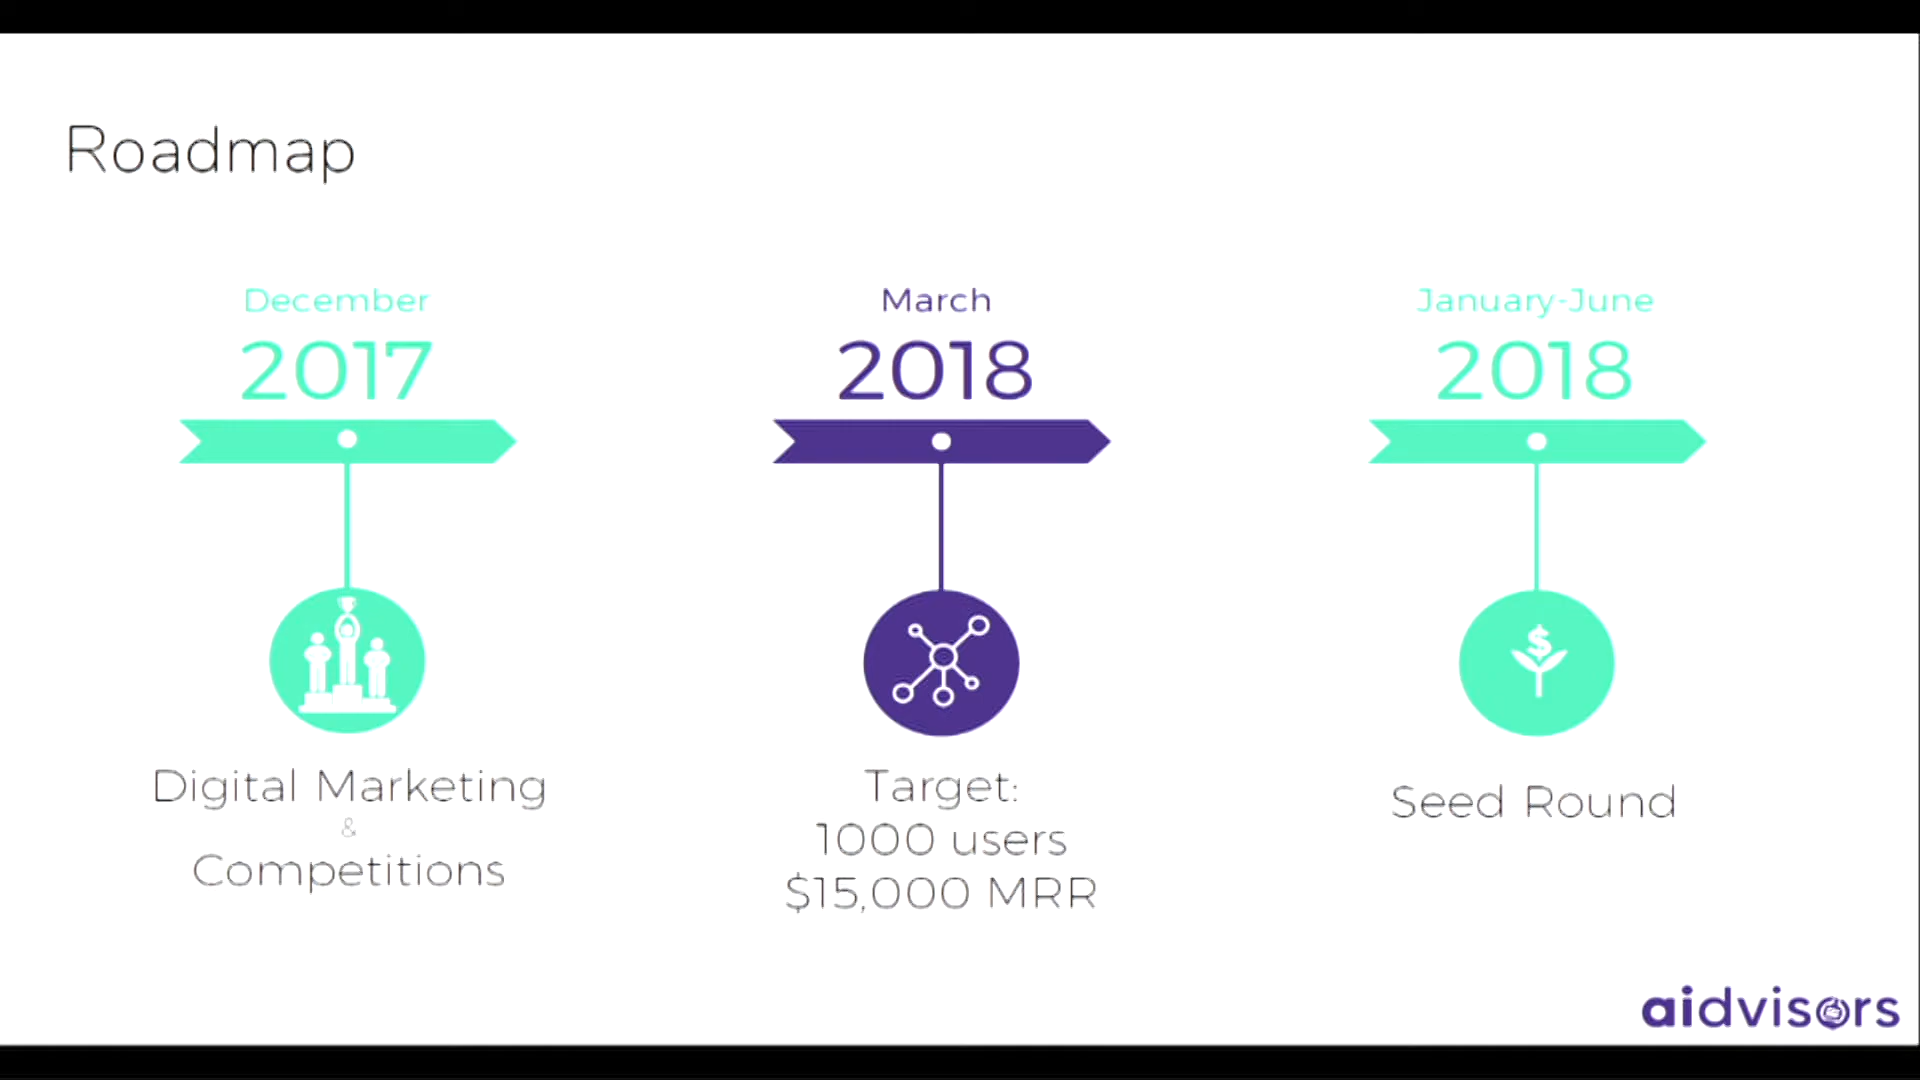 Roadmap
December
2017
Digital Marketing
&
Competitions
March
2018
Target:
1000 users
$15,000 MRR
January-June
2018
$
Seed Round
aidvisors